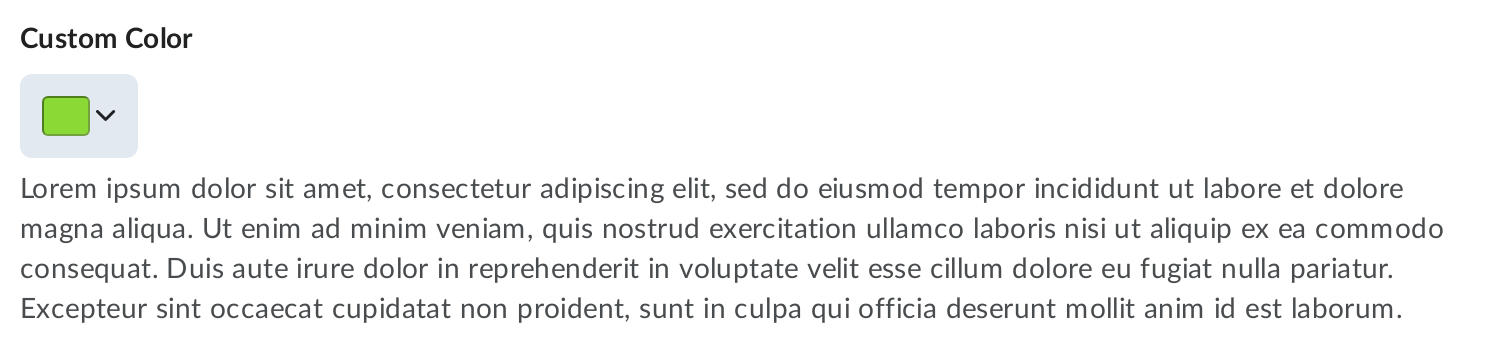 Custom Color
Lorem ipsum dolor sit amet, consectetur adipiscing elit, sed do eiusmod tempor incididunt ut labore et dolore
magna aliqua. Ut enim ad minim veniam, quis nostrud exercitation ullamco laboris nisi ut aliquip ex ea commodo
consequat. Duis aute irure dolor in reprehenderit in voluptate velit esse cillum dolore eu fugiat nulla pariatur.
Excepteur sint occaecat cupidatat non proident, sunt in culpa qui officia deserunt mollit anim id est laborum.